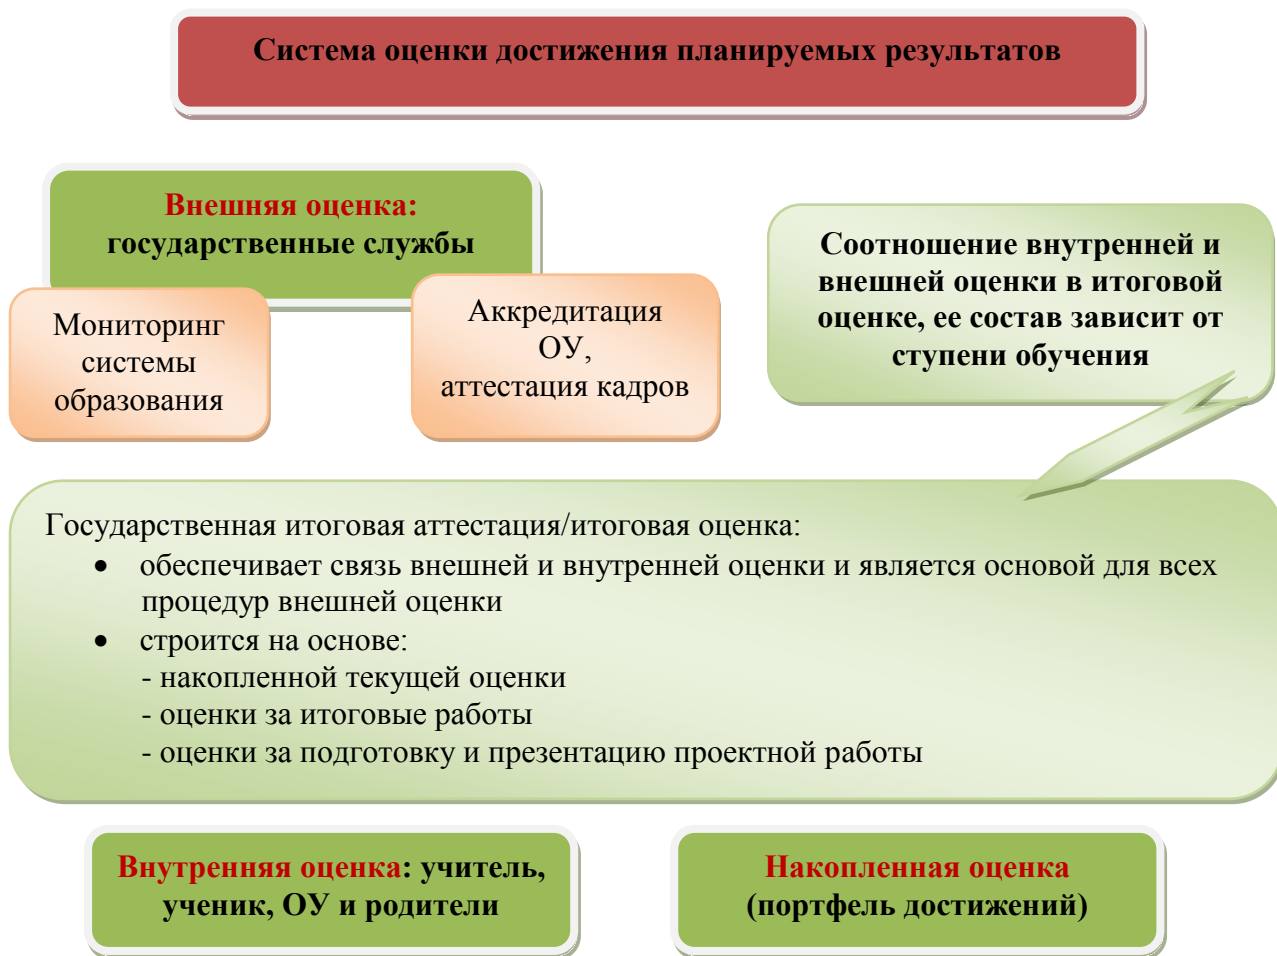 Система оценки достижения планируемых результатов
Внешняя оценка:
государственные службы
Мониторинг
системы
образования
Аккредитация
ОУ,
аттестация кадров
Соотношение внутренней и
внешней оценки в итоговой
оценке, ее состав зависит от
ступени обучения
Государственная итоговая аттестация/итоговая оценка:
• обеспечивает связь внешней и внутренней оценки и является основой для всех
процедур внешней оценки
• строится на основе:
- накопленной текущей оценки
- оценки за итоговые работы
- оценки за подготовку и презентацию проектной работы
Внутренняя оценка: учитель,
ученик, ОУ и родители
Накопленная оценка
(портфель достижений)